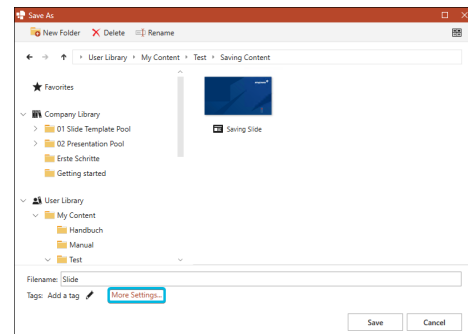 Save As
New Folder Delete Rename
User Library My Content Test Saving Content
Favorites
Company Library
01 Slide Template Pool
02 Presentation Pool
Erste Schritte
Getting started
User Library
My Content
Handbuch
Manual
Test
Saving Slide
Filename: Slide
Tags: Add a tag More Settings...
Save Cancel